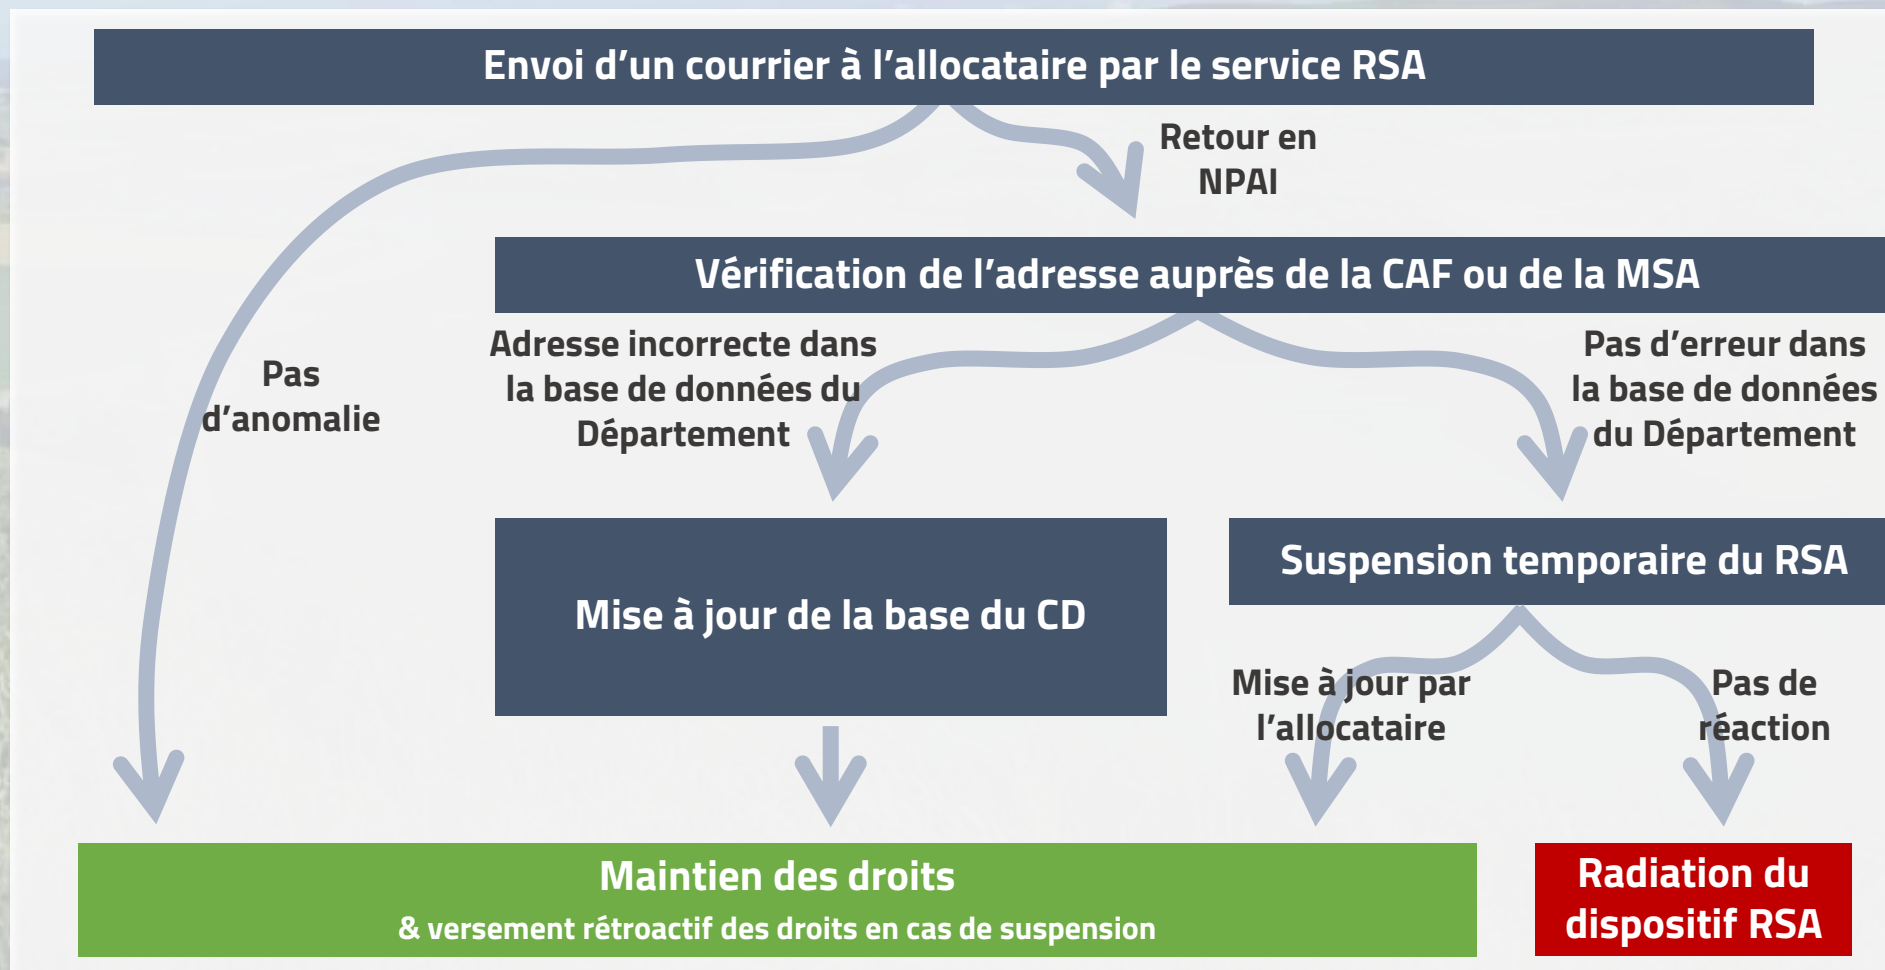 Envoi d’un courrier à l’allocataire par le service RSA
Retour en
NPAI
Vérification de l’adresse auprès de la CAF ou de la MSA
Pas
d’anomalie
Adresse incorrecte dans
la base de données du
Département
Pas d’erreur dans
la base de données
du Département
Mise à jour de la base du CD
Suspension temporaire du RSA
Mise à jour par
l’allocataire
Pas de
réaction
Maintien des droits
& versement rétroactif des droits en cas de suspension
Radiation du
dispositif RSA